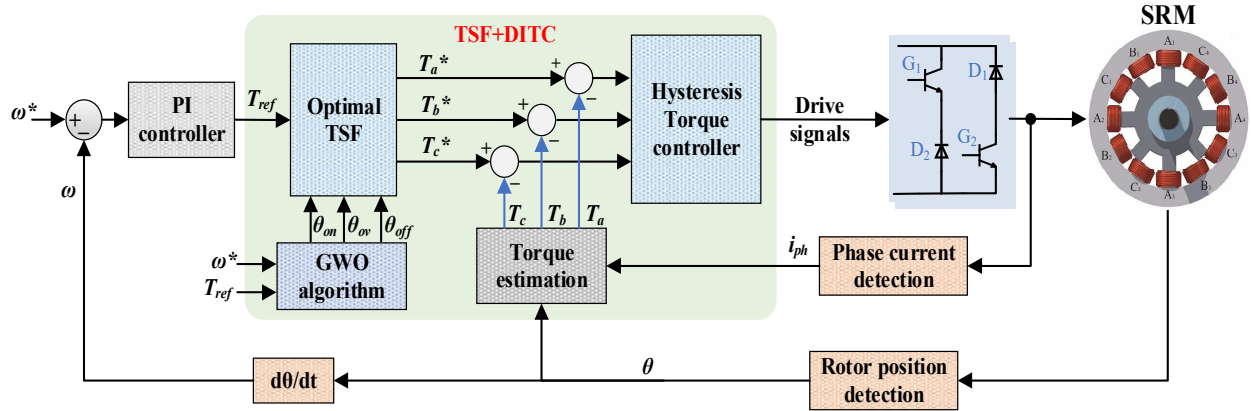 SRM
TSF+DITC
ω*
PI
controller
T_ref
Optimal
TSF
T_a*
T_b*
T_c*
+
−
+
−
+
−
−
Hysteresis
Torque
controller
Drive
signals
G₁
D₁
D₂
G₂
A₁
C₄
B₄
A₄
C₃
B₃
A₃
C₂
B₂
A₂
C₁
B₁
ω
θ_on
θ_ov
θ_off
T_c
T_b
T_a
ω*
T_ref
GWO
algorithm
Torque
estimation
i_ph
Phase current
detection
dθ/dt
θ
Rotor position
detection